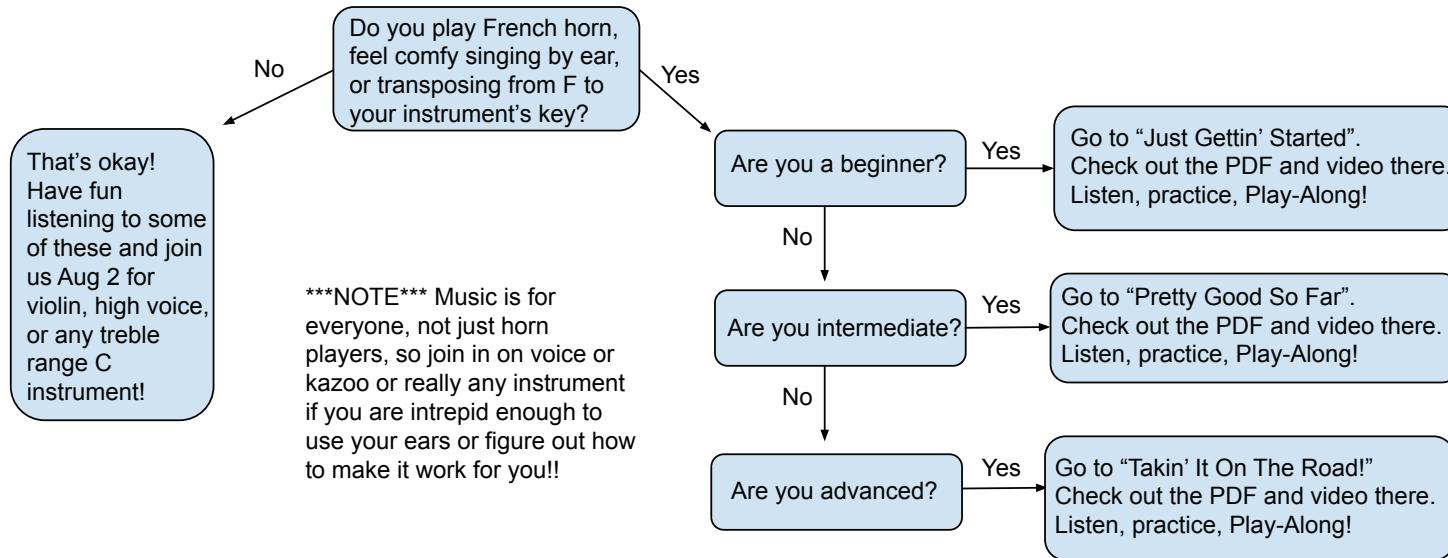 Do you play French horn,
feel comfy singing by ear,
or transposing from F to
your instrument's key?
No
Yes
That's okay!
Have fun
listening to some
of these and join
us Aug 2 for
violin, high voice,
or any treble
range C
instrument!
Are you a beginner?
Yes
Go to “Just Gettin’ Started”.
Check out the PDF and video there.
Listen, practice, Play-Along!
No
***NOTE*** Music is for
everyone, not just horn
players, so join in on voice or
kazoo or really any instrument
if you are intrepid enough to
use your ears or figure out how
to make it work for you!!
Are you intermediate?
Yes
Go to “Pretty Good So Far”.
Check out the PDF and video there.
Listen, practice, Play-Along!
No
Are you advanced?
Yes
Go to “Takin’ It On The Road!”
Check out the PDF and video there.
Listen, practice, Play-Along!